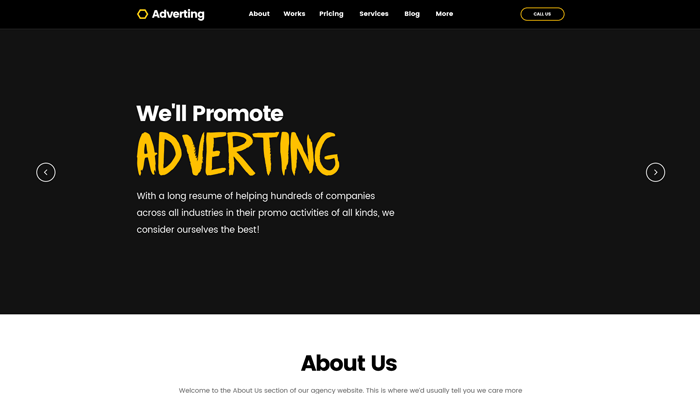 Adverting
About Works Pricing Services Blog More
CALL US
We'll Promote
ADVERTING
With a long resume of helping hundreds of companies
across all industries in their promo activities of all kinds, we
consider ourselves the best!
About Us
Welcome to the About Us section of our agency website. This is where we'd usually tell you we care more